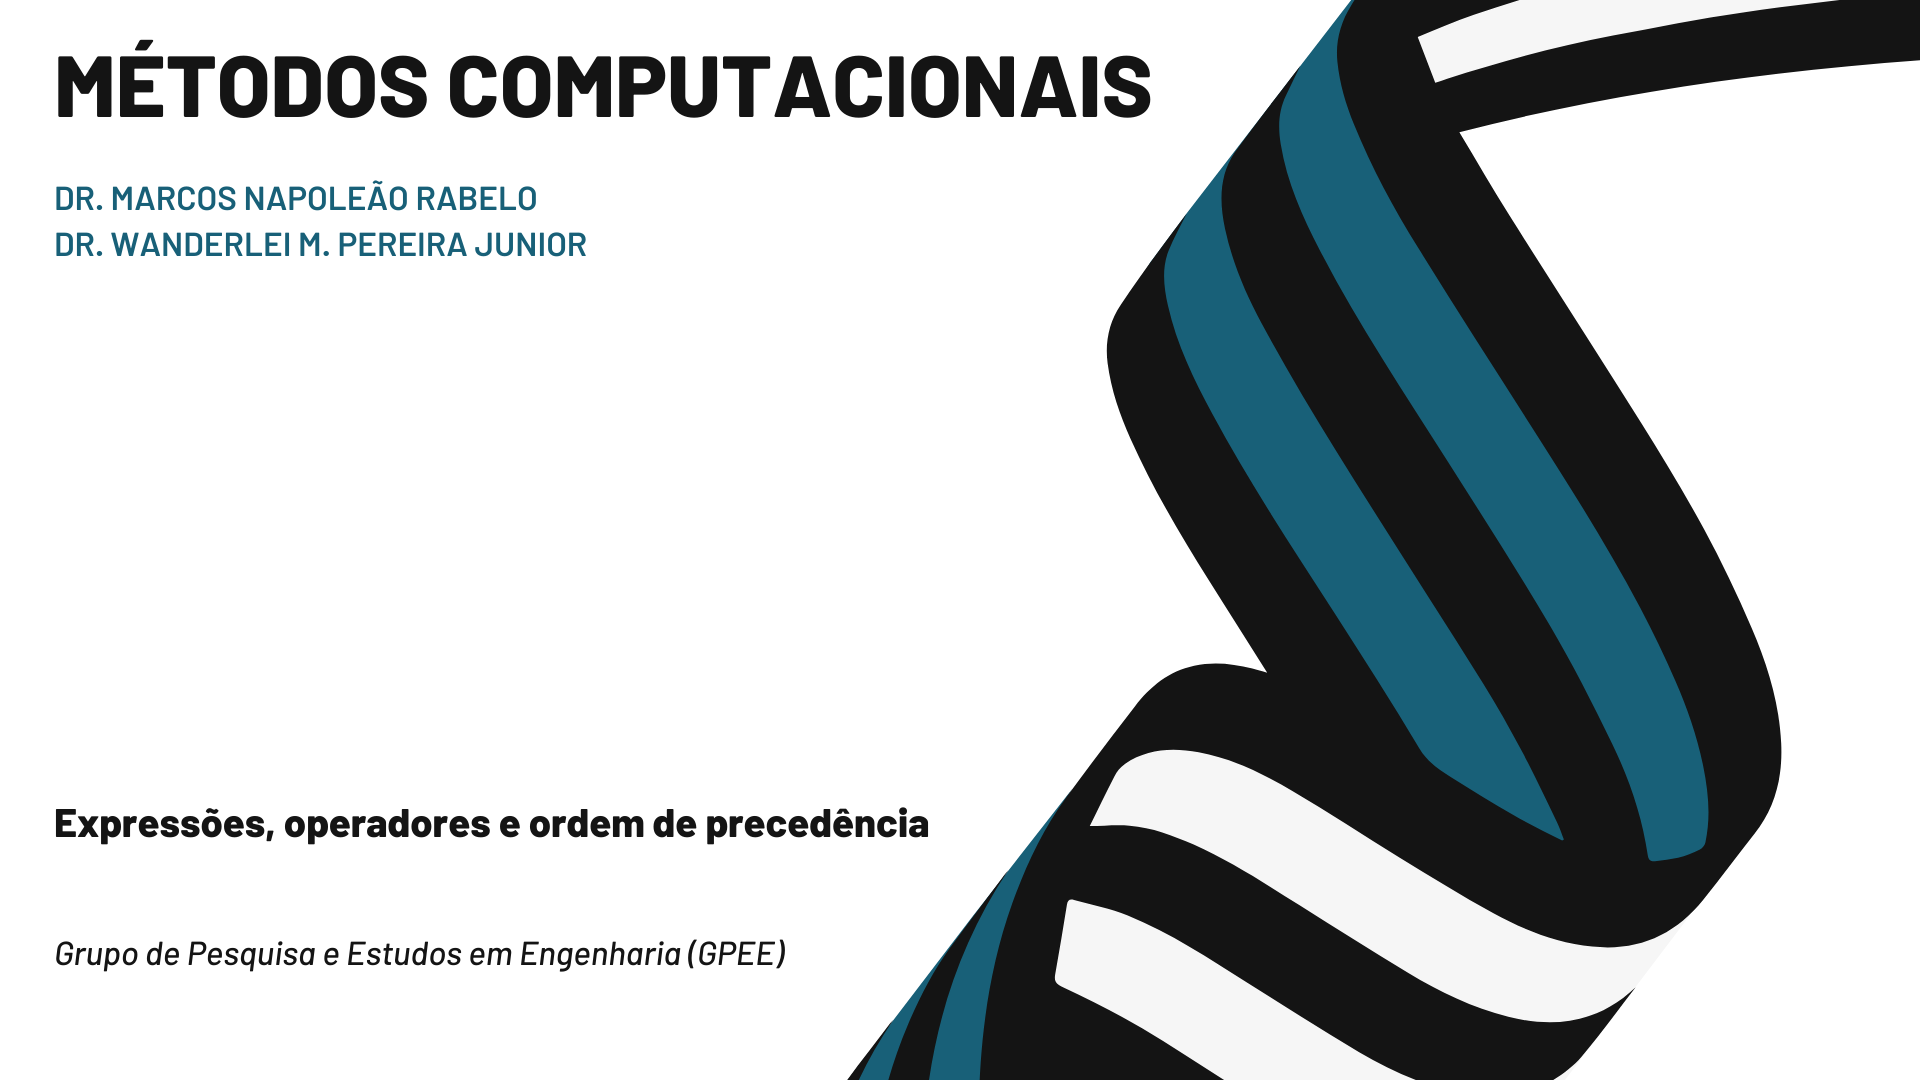 MÉTODOS COMPUTACIONAIS
DR. MARCOS NAPOLEÃO RABELO
DR. WANDERLEI M. PEREIRA JUNIOR
Expressões, operadores e ordem de precedência
Grupo de Pesquisa e Estudos em Engenharia (GPEE)